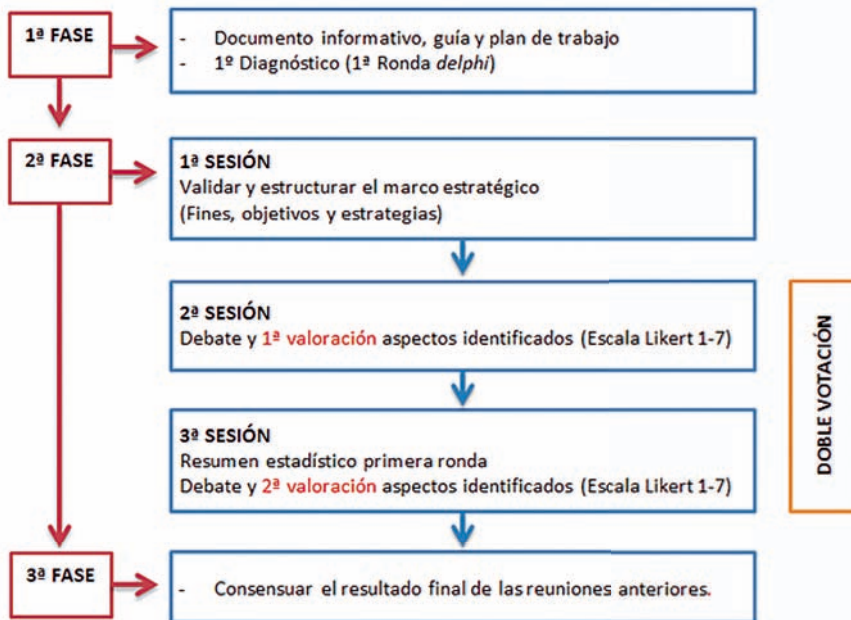 1ª FASE
- Documento informativo, guía y plan de trabajo
- 1º Diagnóstico (1ª Ronda delphi)
2ª FASE
1ª SESIÓN
Validar y estructurar el marco estratégico
(Fines, objetivos y estrategias)
2ª SESIÓN
Debate y 1ª valoración aspectos identificados (Escala Likert 1-7)
3ª SESIÓN
Resumen estadístico primera ronda
Debate y 2ª valoración aspectos identificados (Escala Likert 1-7)
DOBLE VOTACIÓN
3ª FASE
- Consensuar el resultado final de las reuniones anteriores.